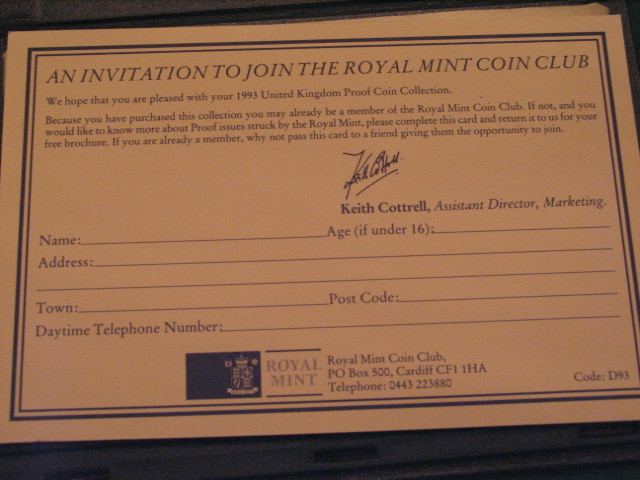 AN INVITATION TO JOIN THE ROYAL MINT COIN CLUB
We hope that you are pleased with your 1993 United Kingdom Proof Coin Collection.
Because you have purchased this collection you may already be a member of the Royal Mint Coin Club. If not, and you
would like to know more about Proof issues struck by the Royal Mint, please complete this card and return it to us for your
free brochure. If you are already a member, why not pass this card to a friend giving them the opportunity to join.
Keith Cottrell, Assistant Director, Marketing.
Name: Age (if under 16):
Address:
Town: Post Code:
Daytime Telephone Number:
ROYAL
MINT
Royal Mint Coin Club,
PO Box 500, Cardiff CF1 1HA
Telephone: 0443 223880
Code: D93